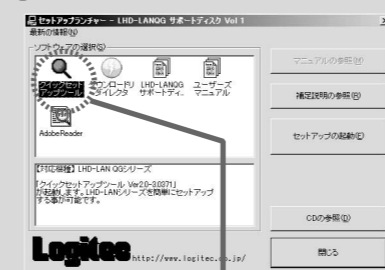 セットアップランチャー - LHD-LANQG サポートディスク Vol 1
最新の情報(N)
ソフトウェアの選択(S)
クイックセットアップツール
ダウンロードリダイレクタ
LHD-LANQG サポートディ..
ユーザーズマニュアル
AdobeReader
マニュアルの参照(M)
補足説明の参照(R)
セットアップの起動(E)
【対応機種】LHD-LAN QGシリーズ
「クイックセットアップツール Ver2.0-3.0371」
が起動します。LHD-LANシリーズを簡単にセットアップ
する事が可能です。
CDの参照(D)
閉じる
Logitec http://www.logitec.co.jp/